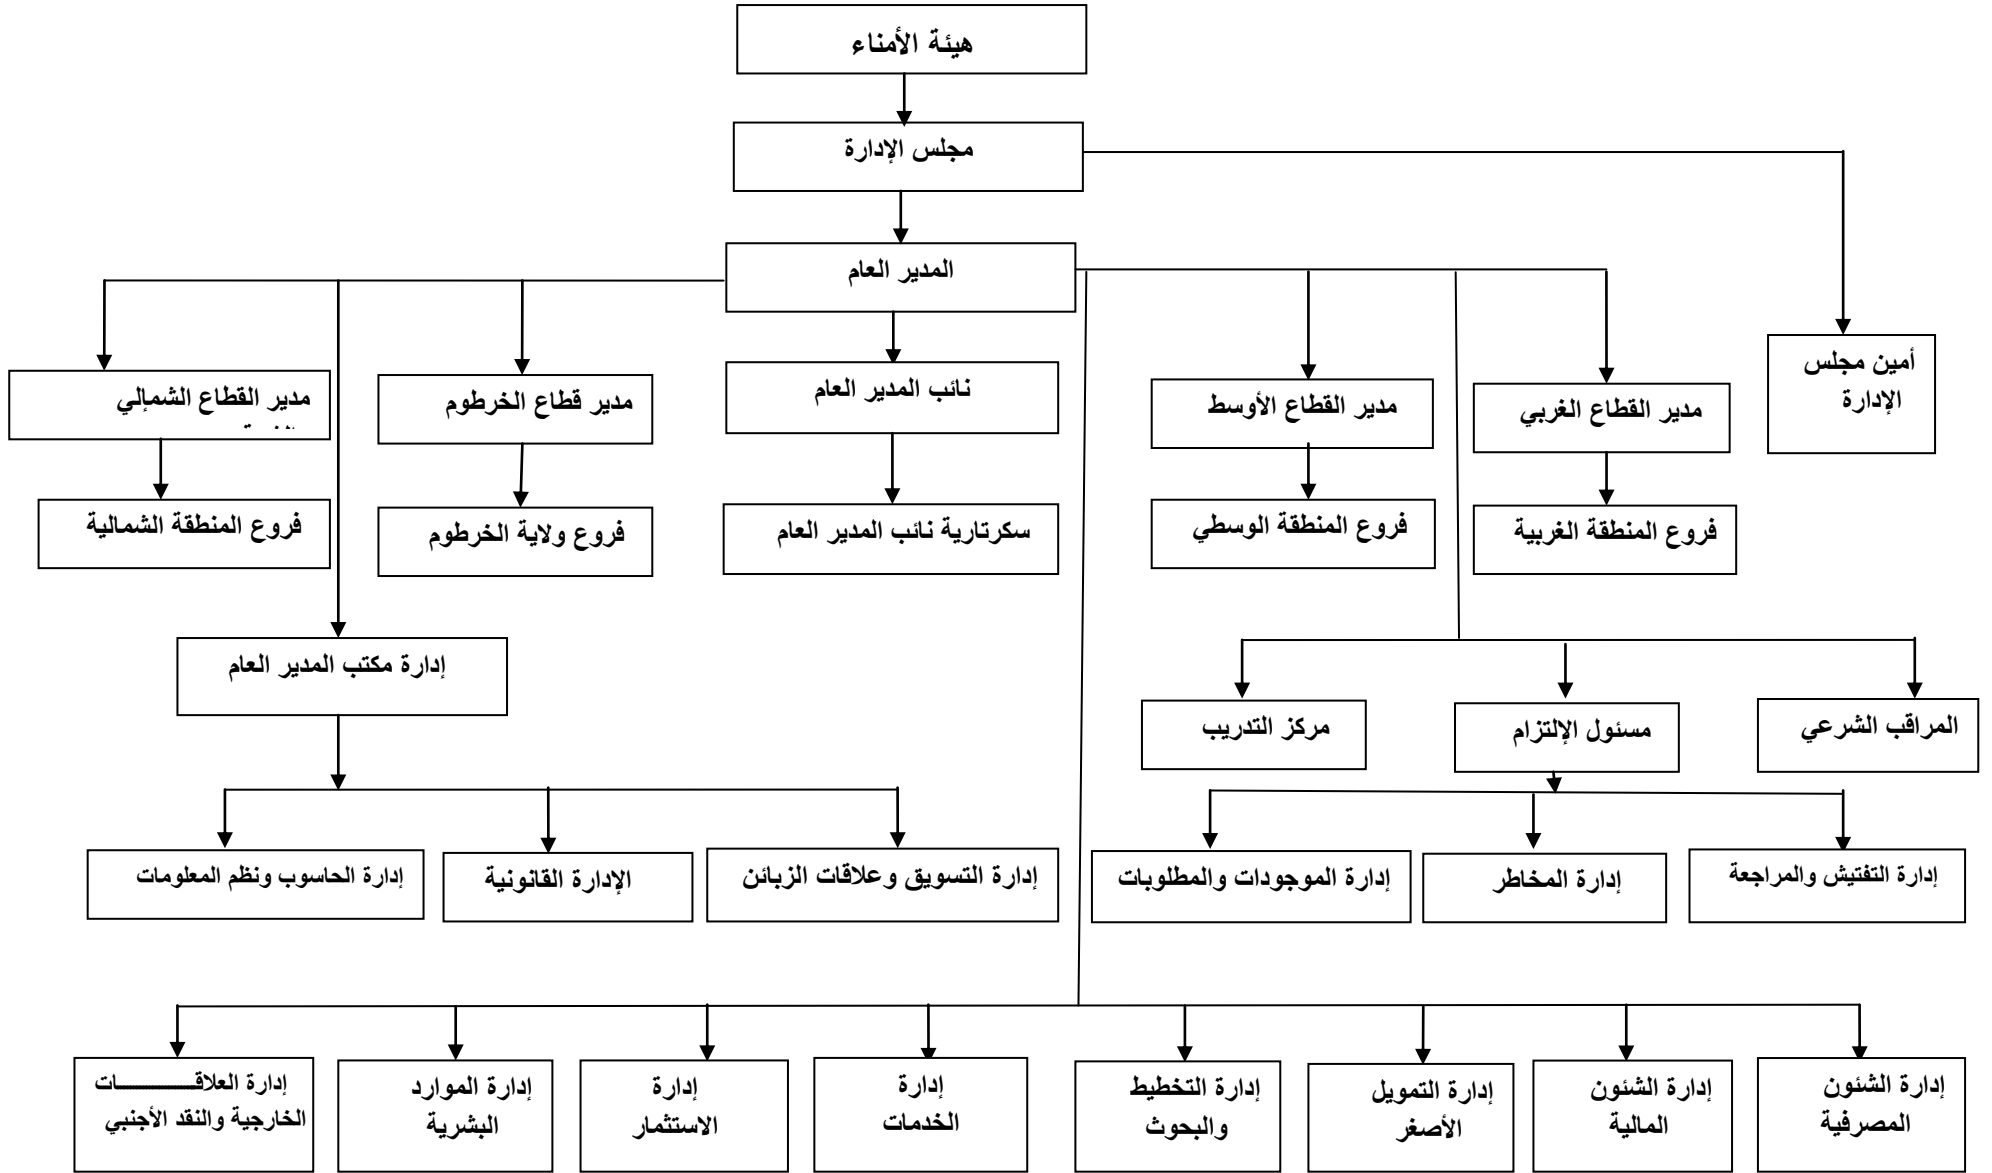 هيئة الأمناء
مجلس الإدارة
المدير العام
أمين مجلس
الإدارة
مدير القطاع الغربي
مدير القطاع الأوسط
نائب المدير العام
مدير قطاع الخرطوم
مدير القطاع الشمالي
فروع المنطقة الغربية
فروع المنطقة الوسطي
سكرتارية نائب المدير العام
فروع ولاية الخرطوم
فروع المنطقة الشمالية
إدارة مكتب المدير العام
المراقب الشرعي
مسئول الإلتزام
مركز التدريب
إدارة التفتيش والمراجعة
إدارة المخاطر
إدارة الموجودات والمطلوبات
إدارة التسويق وعلاقات الزبائن
الإدارة القانونية
إدارة الحاسوب ونظم المعلومات
إدارة الشئون
المصرفية
إدارة الشئون
المالية
إدارة التمويل
الأصغر
إدارة التخطيط
والبحوث
إدارة
الخدمات
إدارة
الاستثمار
إدارة الموارد
البشرية
إدارة العلاقـــــــــات
الخارجية والنقد الأجنبي